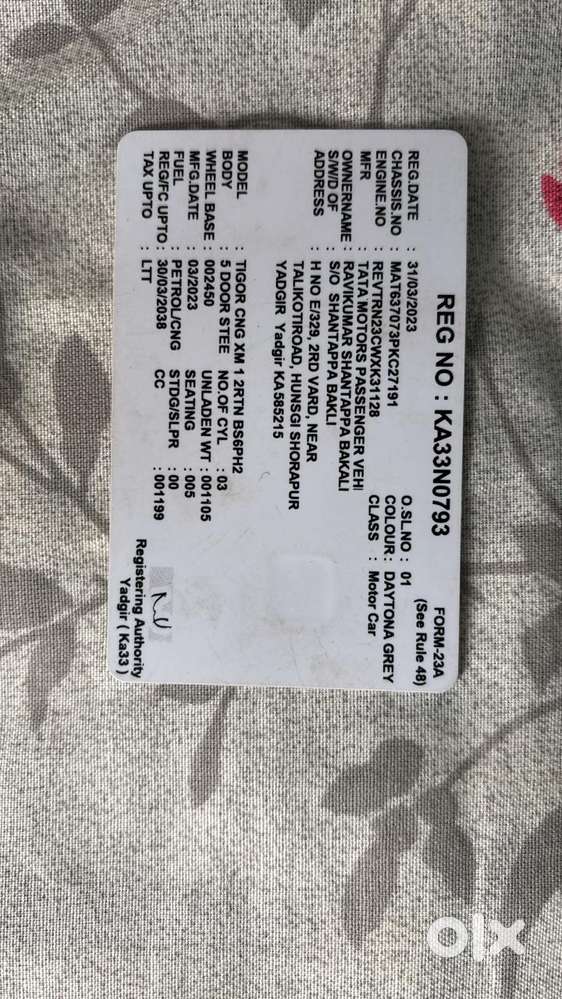 FORM-23A
(See Rule 48)
REG NO : KA33N0793
REG.DATE : 31/03/2023 O.SL.NO : 01
CHASSIS.NO : MAT637073PKC27191 COLOUR : DAYTONA GREY
ENGINE.NO : REVTRN23CWXK31128 CLASS : Motor Car
MFR : TATA MOTORS PASSENGER VEHI
OWNERNAME : RAVIKUMAR SHANTAPPA BAKALI
S/W/D OF : S/O SHANTAPPA BAKLI
ADDRESS : H NO E/329, 2RD VARD, NEAR
TALIKOTIROAD, HUNSGI SHORAPUR
YADGIR Yadgir KA 585215
MODEL : TIGOR CNG XM 1 2RTN BS6PH2
BODY : 5 DOOR STEE NO.OF CYL : 03
WHEEL BASE : 002450 UNLADEN WT : 001105
MFG.DATE : 03/2023 SEATING : 005
FUEL : PETROL/CNG STDG/SLPR : 00
REG/FC UPTO : 30/03/2038 CC : 001199
TAX UPTO : LTT
Registering Authority
Yadgir ( Ka33 )
olx